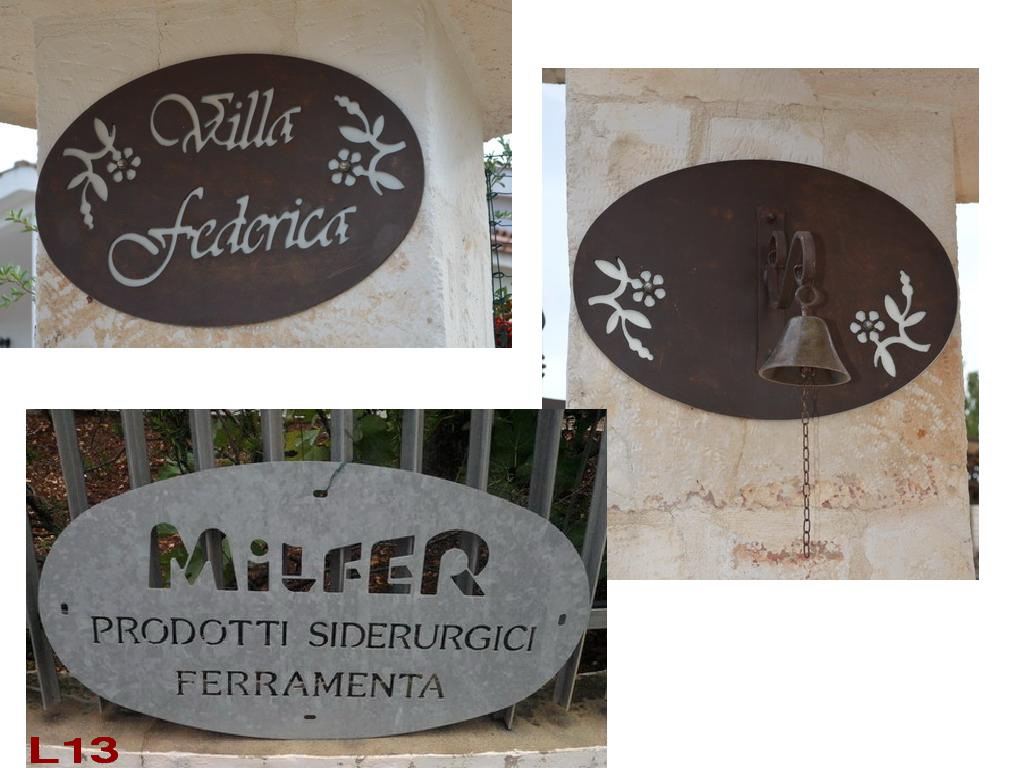 Villa
Federica
MiLFER
PRODOTTI SIDERURGICI
FERRAMENTA
L13